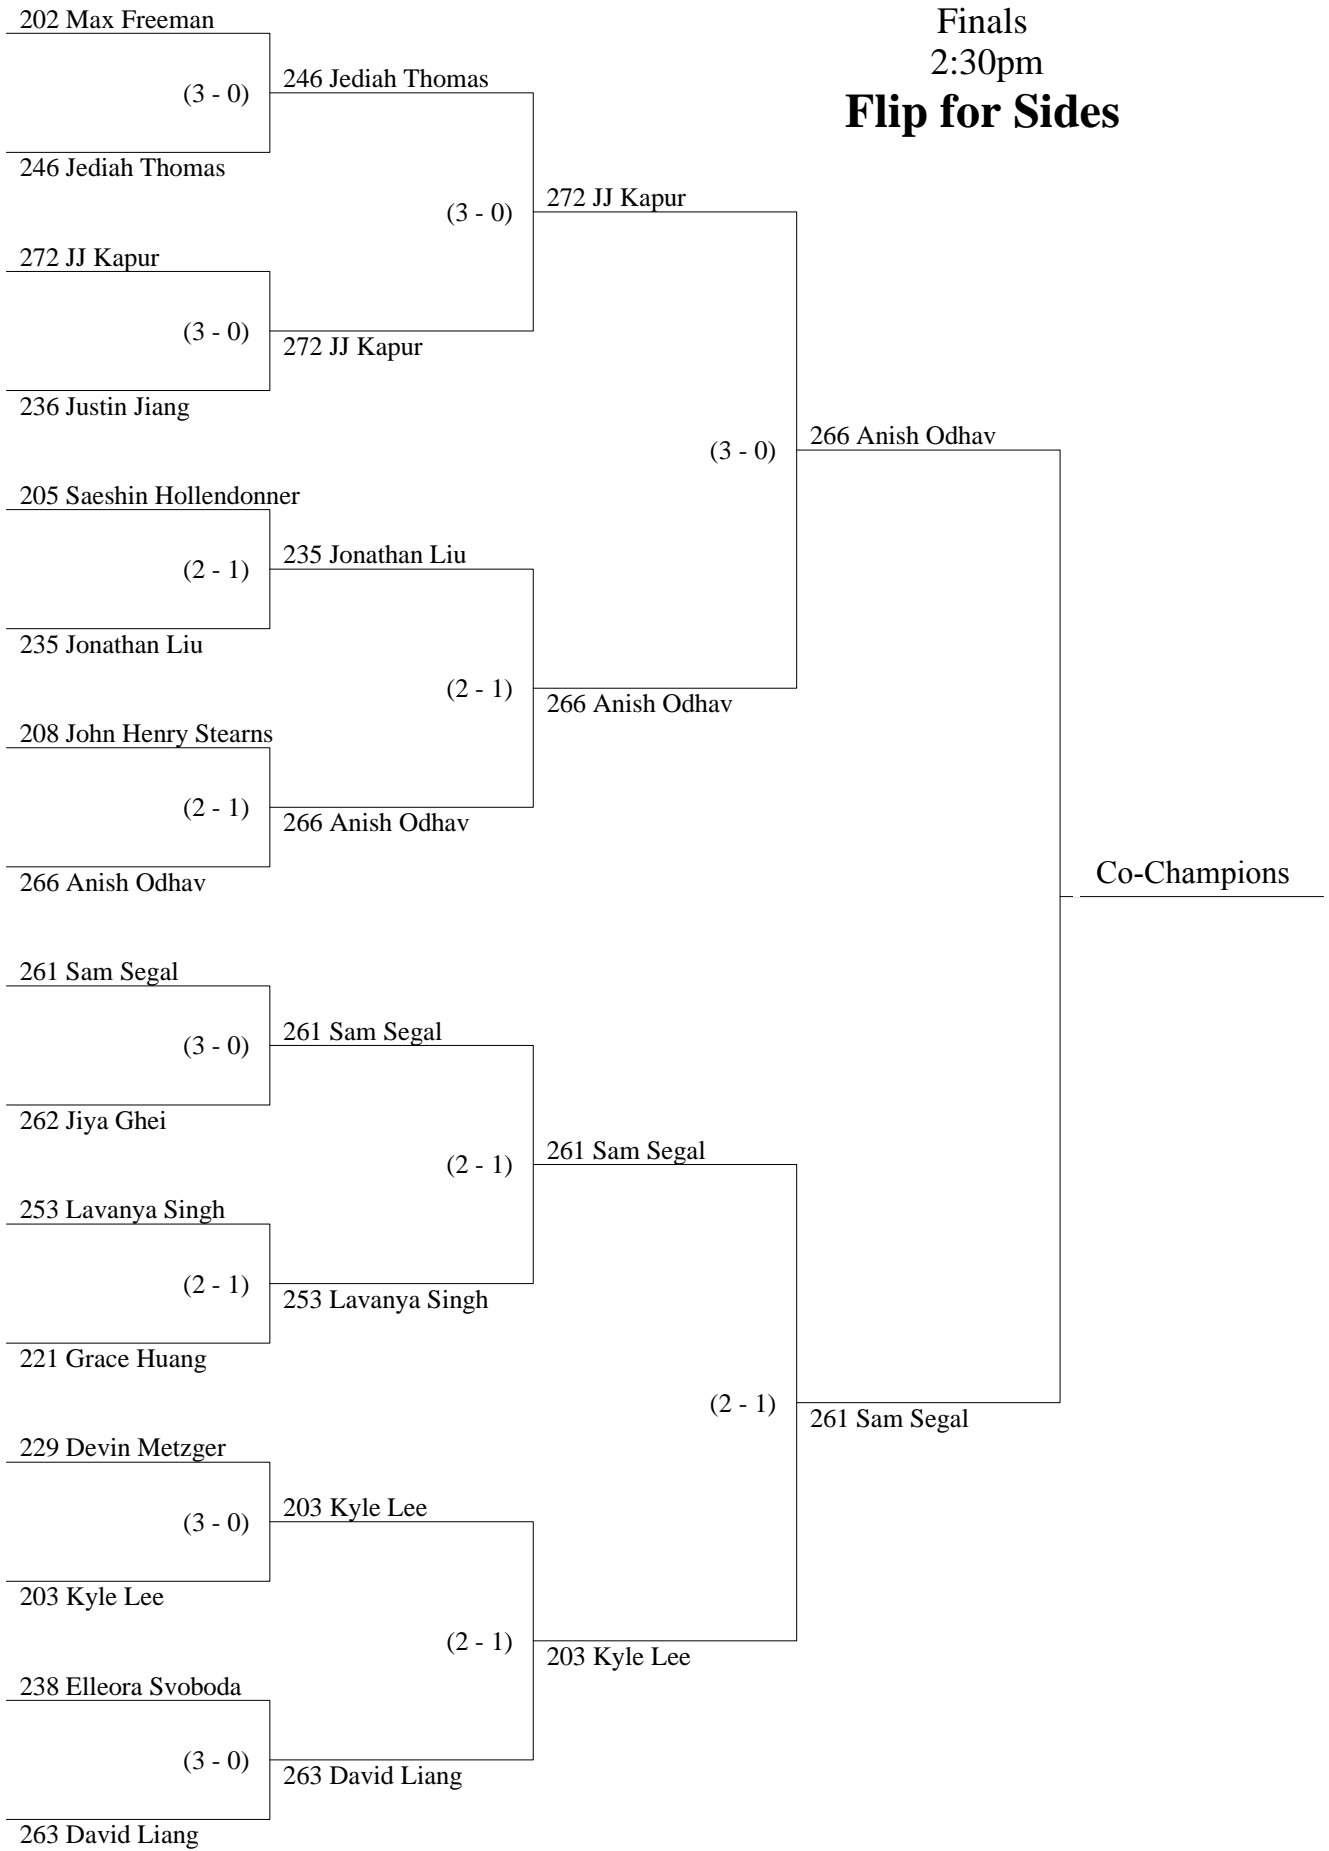 202 Max Freeman
Finals
2:30pm
Flip for Sides
246 Jediah Thomas
(3 - 0)
246 Jediah Thomas
272 JJ Kapur
(3 - 0)
272 JJ Kapur
(3 - 0)
272 JJ Kapur
236 Justin Jiang
266 Anish Odhav
(3 - 0)
205 Saeshin Hollendonner
235 Jonathan Liu
(2 - 1)
235 Jonathan Liu
(2 - 1)
266 Anish Odhav
208 John Henry Stearns
(2 - 1)
266 Anish Odhav
266 Anish Odhav
Co-Champions
261 Sam Segal
261 Sam Segal
(3 - 0)
262 Jiya Ghei
261 Sam Segal
(2 - 1)
253 Lavanya Singh
(2 - 1)
253 Lavanya Singh
221 Grace Huang
(2 - 1)
261 Sam Segal
229 Devin Metzger
203 Kyle Lee
(3 - 0)
203 Kyle Lee
(2 - 1)
203 Kyle Lee
238 Elleora Svoboda
(3 - 0)
263 David Liang
263 David Liang